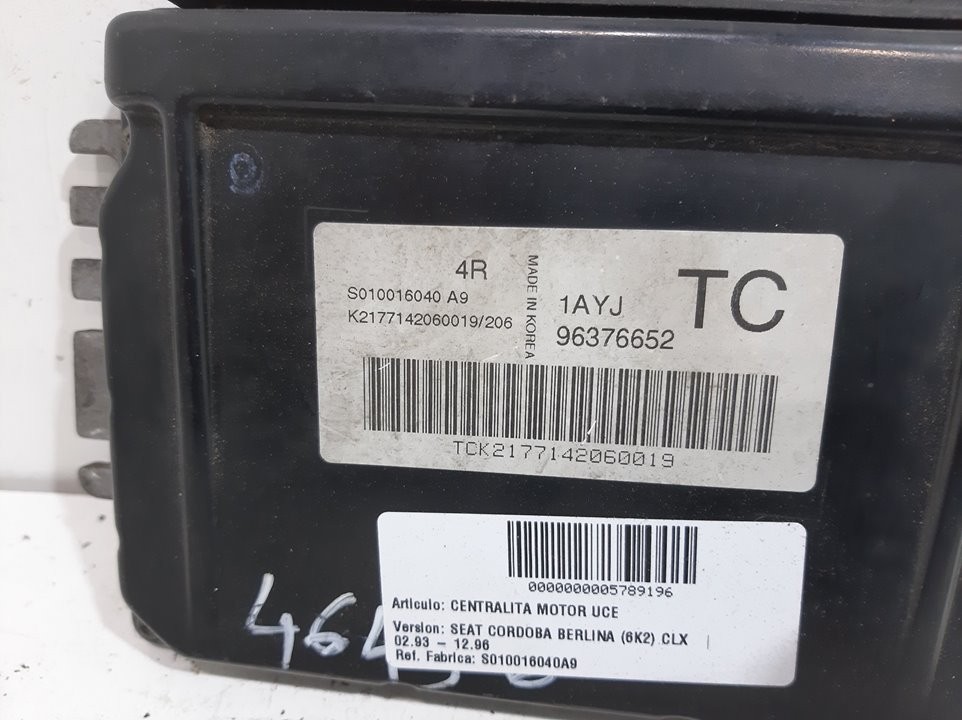 4R
S010016040 A9
K2177142060019/206
MADE IN KOREA
1AYJ
96376652
TC
TCK2177142060019
0000000005789196
Artículo: CENTRALITA MOTOR UCE
Version: SEAT CORDOBA BERLINA (6K2) CLX |
02.93 - 12.96
Ref. Fabrica: S010016040A9